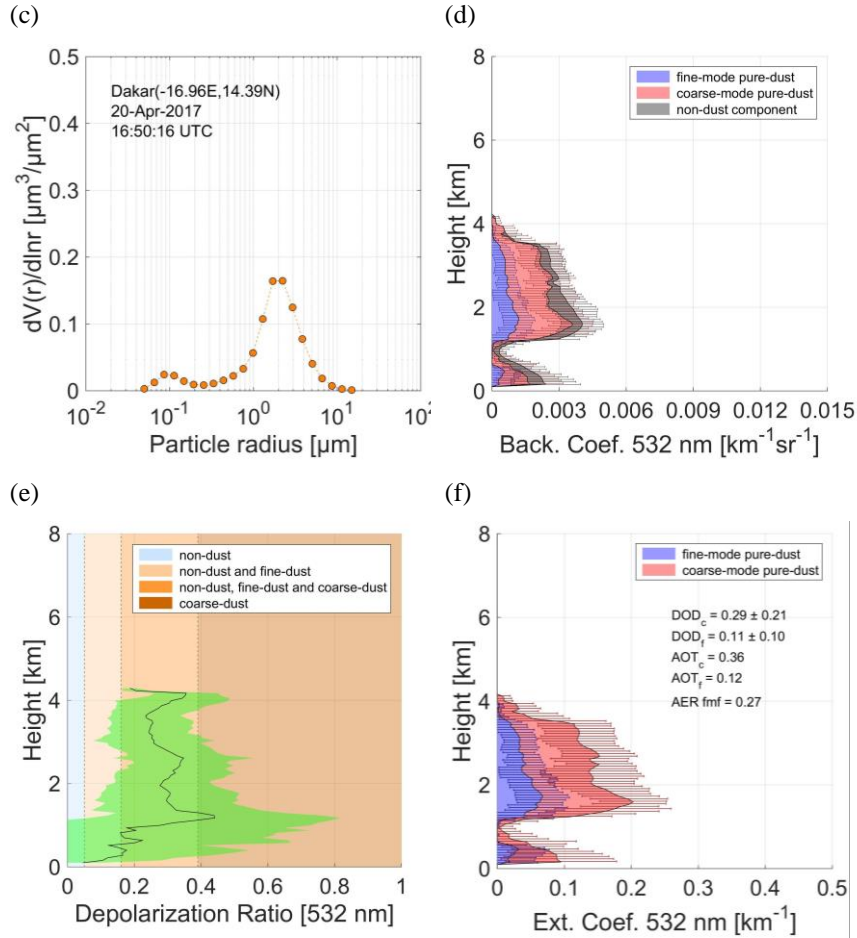 (c)
0.5
0.4
0.3
0.2
0.1
0
dV(r)/dlnr [µm³/µm²]
Dakar(-16.96E,14.39N)
20-Apr-2017
16:50:16 UTC
10⁻² 10⁻¹ 10⁰ 10¹ 10²
Particle radius [µm]
(d)
8
6
4
2
0
Height [km]
fine-mode pure-dust
coarse-mode pure-dust
non-dust component
0 0.003 0.006 0.009 0.012 0.015
Back. Coef. 532 nm [km⁻¹sr⁻¹]
(e)
8
6
4
2
0
Height [km]
non-dust
non-dust and fine-dust
non-dust, fine-dust and coarse-dust
coarse-dust
0 0.2 0.4 0.6 0.8 1
Depolarization Ratio [532 nm]
(f)
8
6
4
2
0
Height [km]
fine-mode pure-dust
coarse-mode pure-dust
DOD_c = 0.29 ± 0.21
DOD_f = 0.11 ± 0.10
AOT_c = 0.36
AOT_f = 0.12
AER fmf = 0.27
0 0.1 0.2 0.3 0.4 0.5
Ext. Coef. 532 nm [km⁻¹]